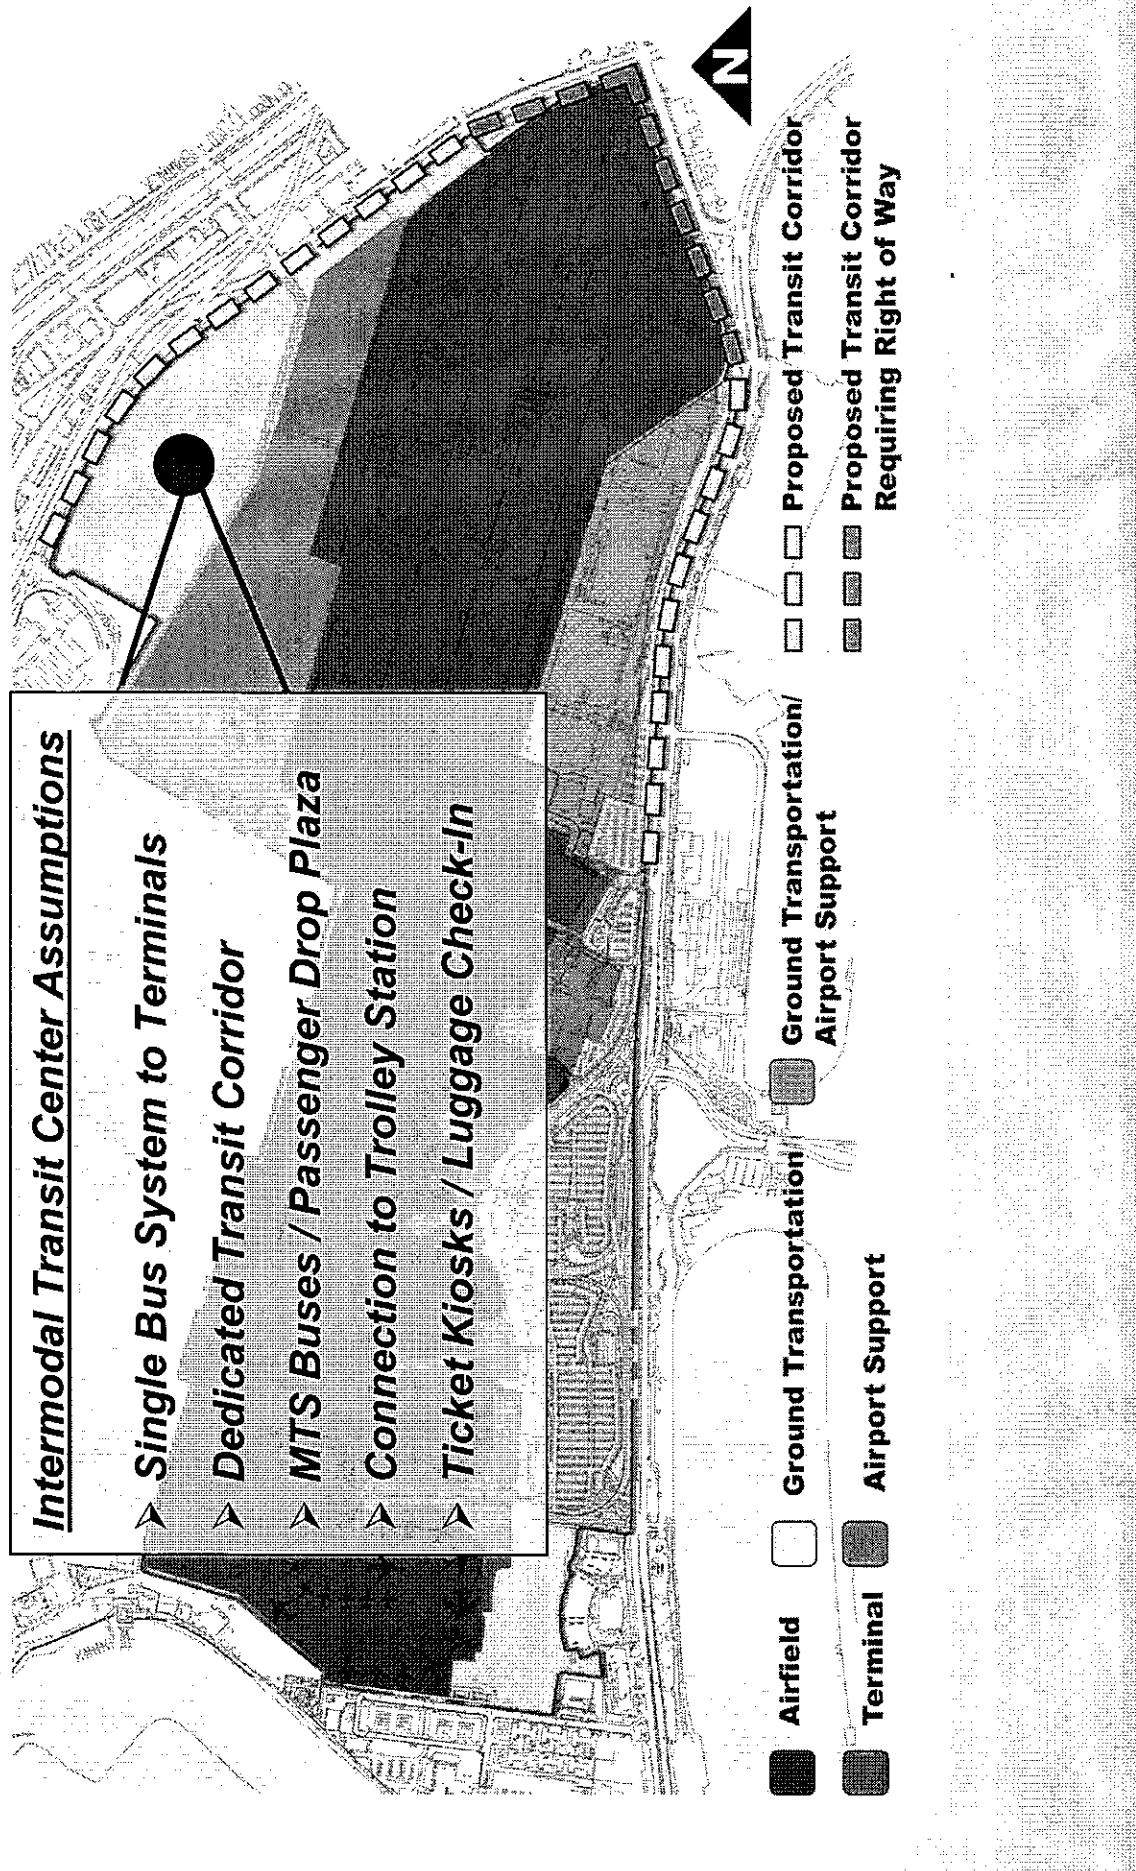 Intermodal Transit Center Assumptions
Single Bus System to Terminals
Dedicated Transit Corridor
MTS Buses / Passenger Drop Plaza
Connection to Trolley Station
Ticket Kiosks / Luggage Check-In
N
Airfield
Terminal
Ground Transportation
Airport Support
Ground Transportation/
Airport Support
Proposed Transit Corridor
Proposed Transit Corridor
Requiring Right of Way